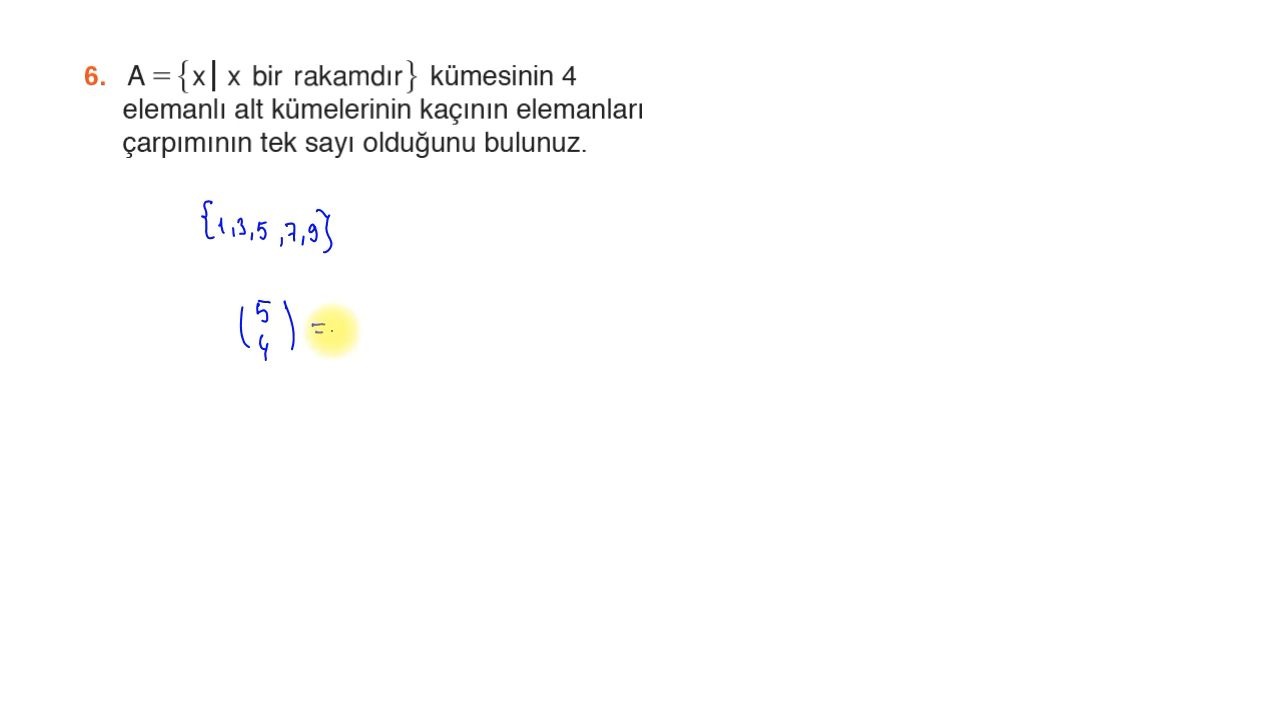 6. A = {x| x bir rakamdır} kümesinin 4
elemanlı alt kümelerinin kaçının elemanları
çarpımının tek sayı olduğunu bulunuz.
{1,3,5,7,9}
(5
4) =